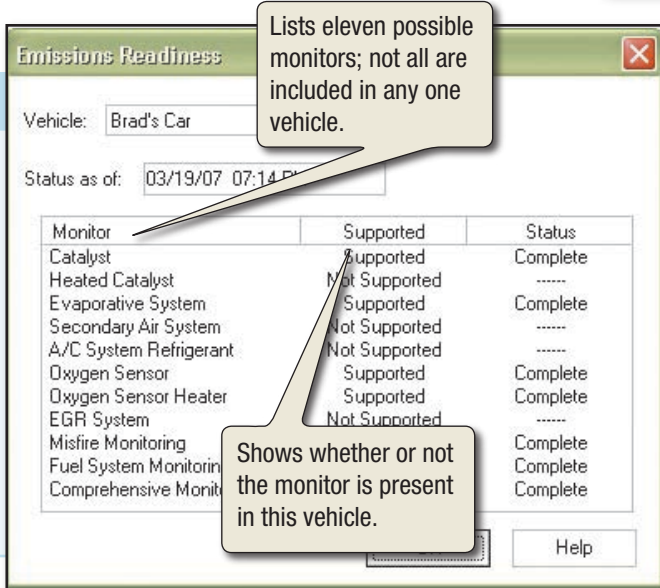 Lists eleven possible
monitors; not all are
included in any one
vehicle.
Emissions Readiness
Vehicle: Brad's Car
Status as of: 03/19/07 07:14
Monitor Supported Status
Catalyst Supported Complete
Heated Catalyst Not Supported ------
Evaporative System Supported Complete
Secondary Air System Not Supported ------
A/C System Refrigerant Not Supported ------
Oxygen Sensor Supported Complete
Oxygen Sensor Heater Supported Complete
EGR System Not Supported ------
Misfire Monitoring Complete
Fuel System Complete
Comprehensive Complete
Shows whether or not
the monitor is present
in this vehicle.
Help